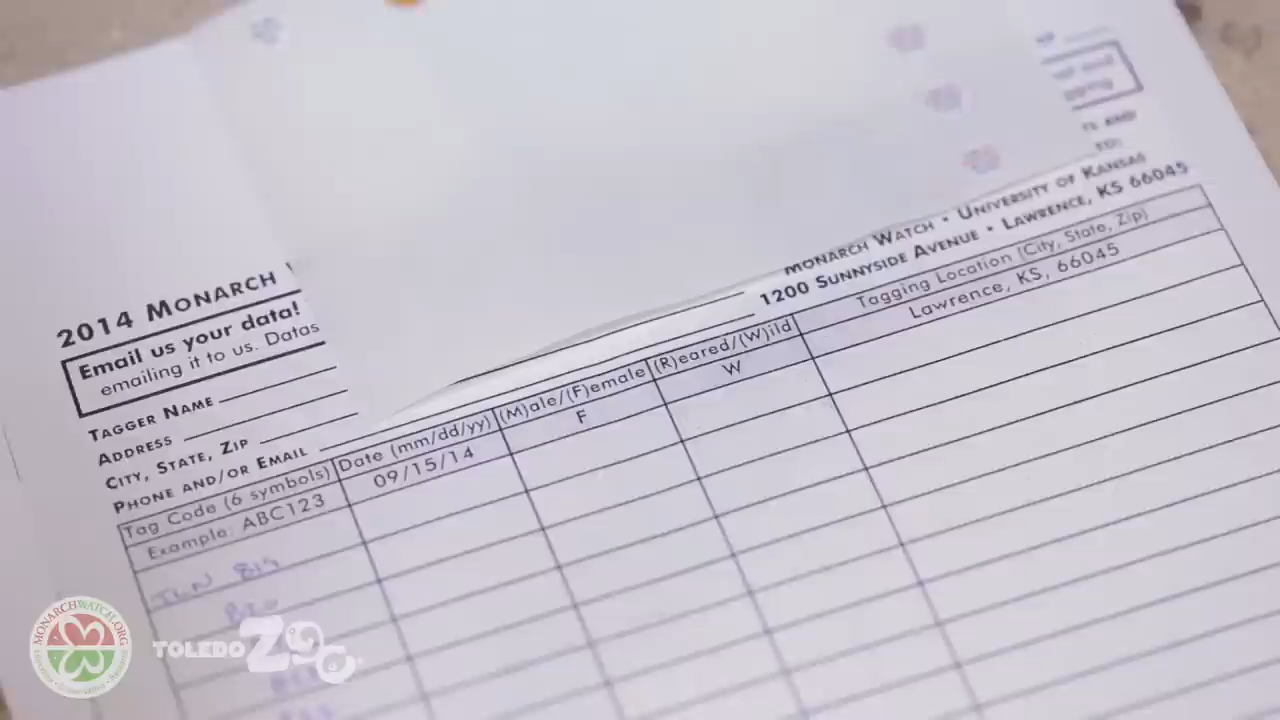 2014 MONARCH
Email us your data!
emailing it to us. Datas
TAGGER NAME
ADDRESS
CITY, STATE, ZIP
PHONE AND/OR EMAIL
MONARCH WATCH • UNIVERSITY OF KANSAS
1200 SUNNYSIDE AVENUE • LAWRENCE, KS 66045
Tag Code (6 symbols) Date (mm/dd/yy) (M)ale/(F)emale (R)eared/(W)ild Tagging Location (City, State, Zip)
Example: ABC123 09/15/14 F W Lawrence, KS, 66045
MONARCHWATCH.ORG
TOLEDO ZOO